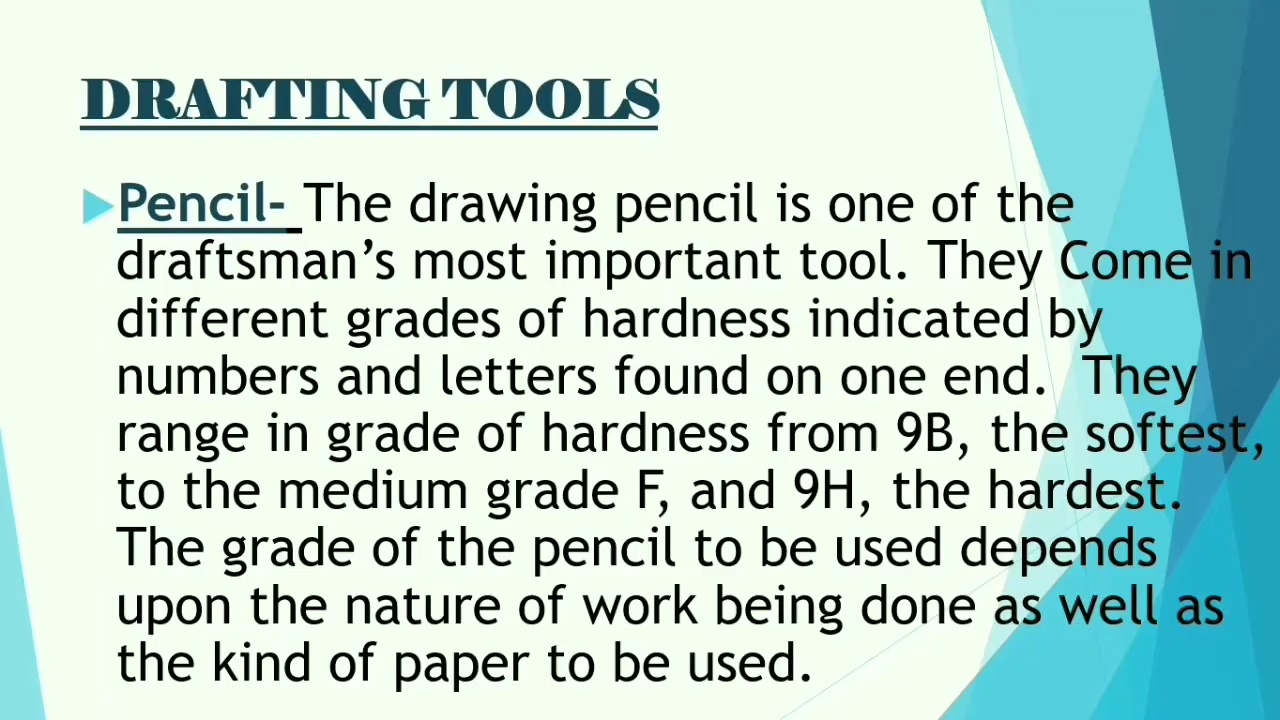 DRAFTING TOOLS
Pencil- The drawing pencil is one of the
draftsman’s most important tool. They Come in
different grades of hardness indicated by
numbers and letters found on one end. They
range in grade of hardness from 9B, the softest,
to the medium grade F, and 9H, the hardest.
The grade of the pencil to be used depends
upon the nature of work being done as well as
the kind of paper to be used.